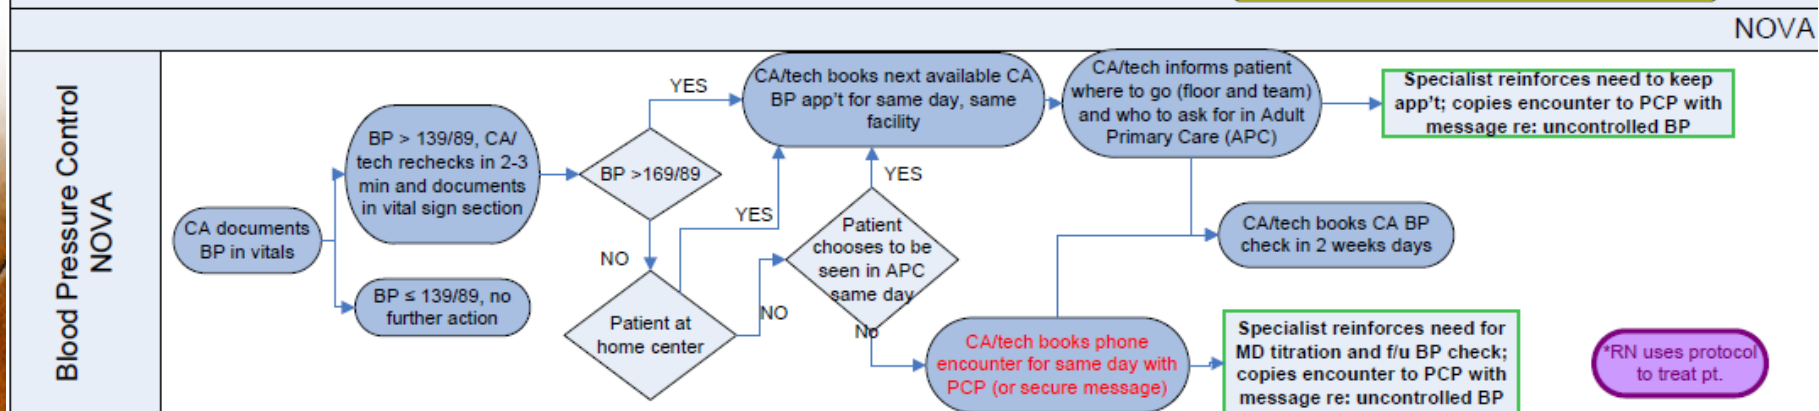 NOVA
Blood Pressure Control
NOVA
CA documents
BP in vitals
BP > 139/89, CA/
tech rechecks in 2-3
min and documents
in vital sign section
BP ≤ 139/89, no
further action
BP >169/89
YES
NO
Patient at
home center
YES
NO
CA/tech books next available CA
BP app't for same day, same
facility
YES
Patient
chooses to be
seen in APC
same day
No
CA/tech informs patient
where to go (floor and team)
and who to ask for in Adult
Primary Care (APC)
Specialist reinforces need to keep
app't; copies encounter to PCP with
message re: uncontrolled BP
CA/tech books CA BP
check in 2 weeks days
CA/tech books phone
encounter for same day with
PCP (or secure message)
Specialist reinforces need for
MD titration and f/u BP check;
copies encounter to PCP with
message re: uncontrolled BP
*RN uses protocol
to treat pt.